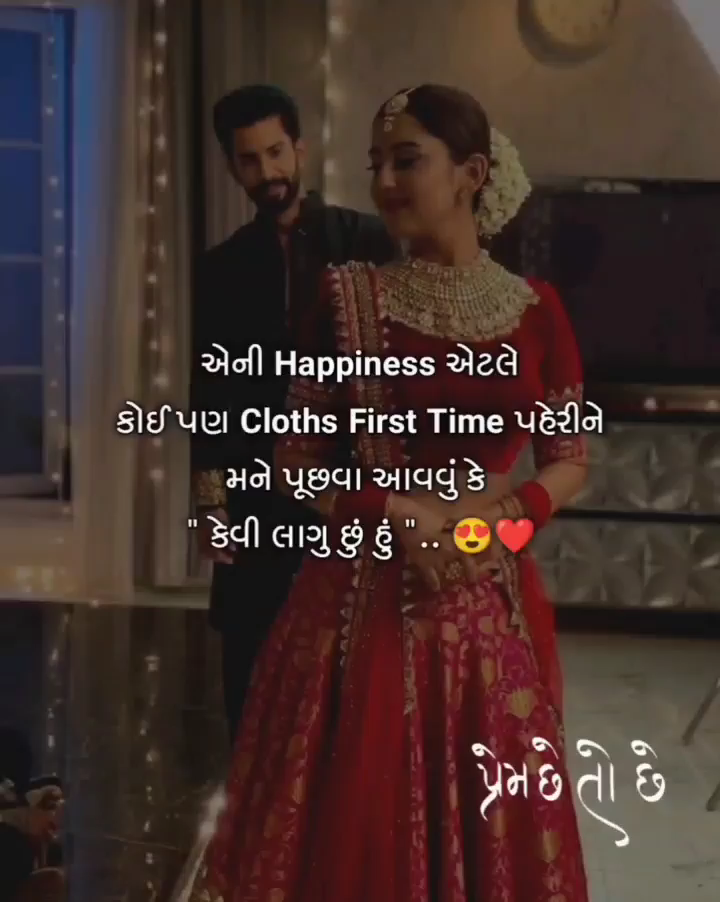 એની Happiness એટલે
કોઈ પણ Cloths First Time પહેરીને
મને પૂછવા આવવું કે
" કેવી લાગુ છું હું ".. 😍❤️
પ્રેમ છે તો છે